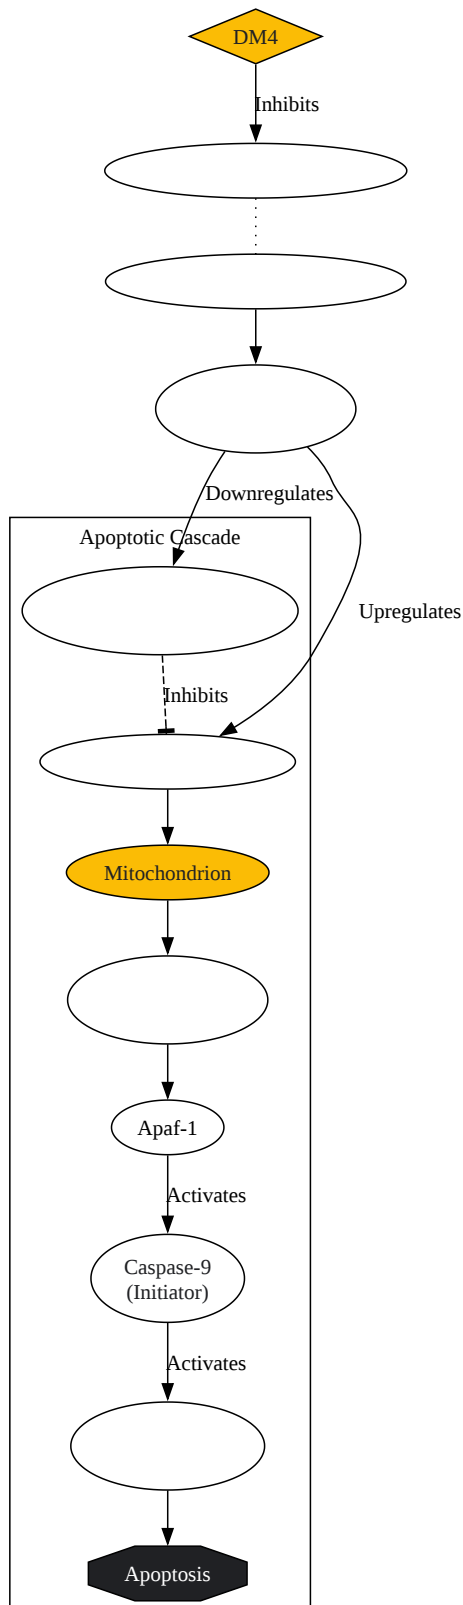 DM4
Inhibits
Downregulates
Apoptotic Cascade
Upregulates
Inhibits
Mitochondrion
Apaf-1
Activates
Caspase-9
(Initiator)
Activates
Apoptosis